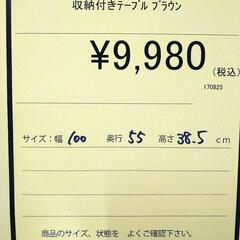 収納付きテーブル ブラウン
¥9,980
(税込)
170825
サイズ:幅 100 奥行 55 高さ 38.5 cm
商品のサイズ、状態を よくご確認下さい。